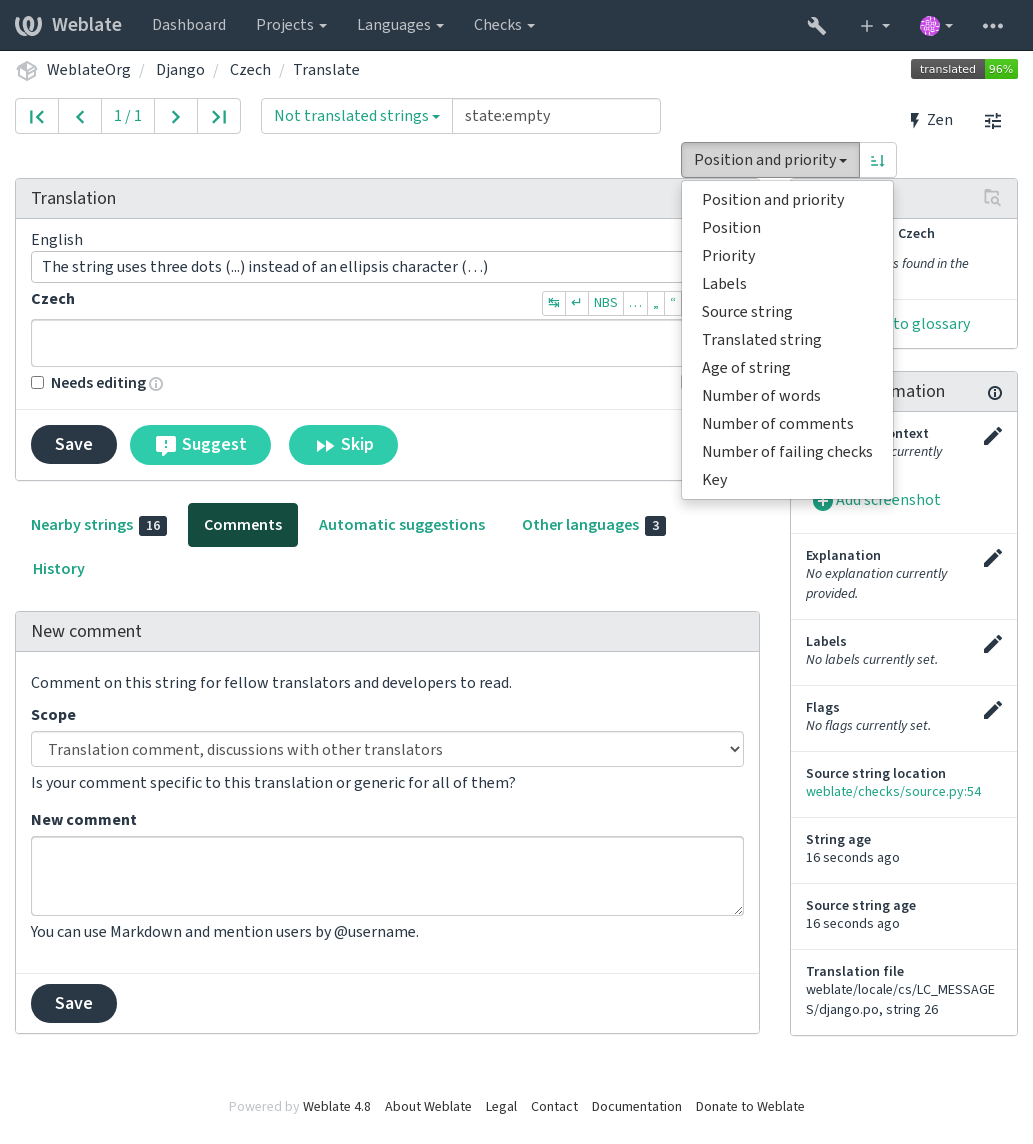 Weblate Dashboard Projects Languages Checks
WeblateOrg / Django / Czech / Translate
translated 96%
1 / 1
Not translated strings state:empty
Zen
Position and priority
Position and priority
Position
Priority
Labels
Source string
Translated string
Age of string
Number of words
Number of comments
Number of failing checks
Key
Translation
English
The string uses three dots (...) instead of an ellipsis character (…)
Czech
NBS … „ “
Needs editing
Save Suggest Skip
Nearby strings 16 Comments Automatic suggestions Other languages 3
History
New comment
Comment on this string for fellow translators and developers to read.
Scope
Translation comment, discussions with other translators
Is your comment specific to this translation or generic for all of them?
New comment
You can use Markdown and mention users by @username.
Save
Czech
found in the
to glossary
currently
Add screenshot
Explanation
No explanation currently
provided.
Labels
No labels currently set.
Flags
No flags currently set.
Source string location
weblate/checks/source.py:54
String age
16 seconds ago
Source string age
16 seconds ago
Translation file
weblate/locale/cs/LC_MESSAGE
S/django.po, string 26
Powered by Weblate 4.8 About Weblate Legal Contact Documentation Donate to Weblate